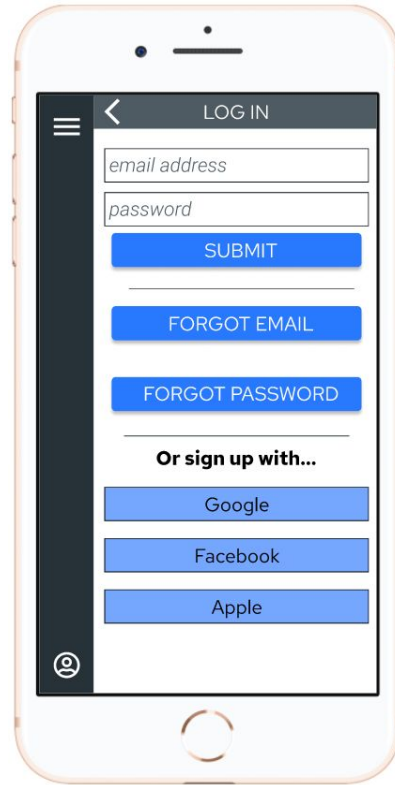 LOG IN
email address
password
SUBMIT
FORGOT EMAIL
FORGOT PASSWORD
Or sign up with...
Google
Facebook
Apple